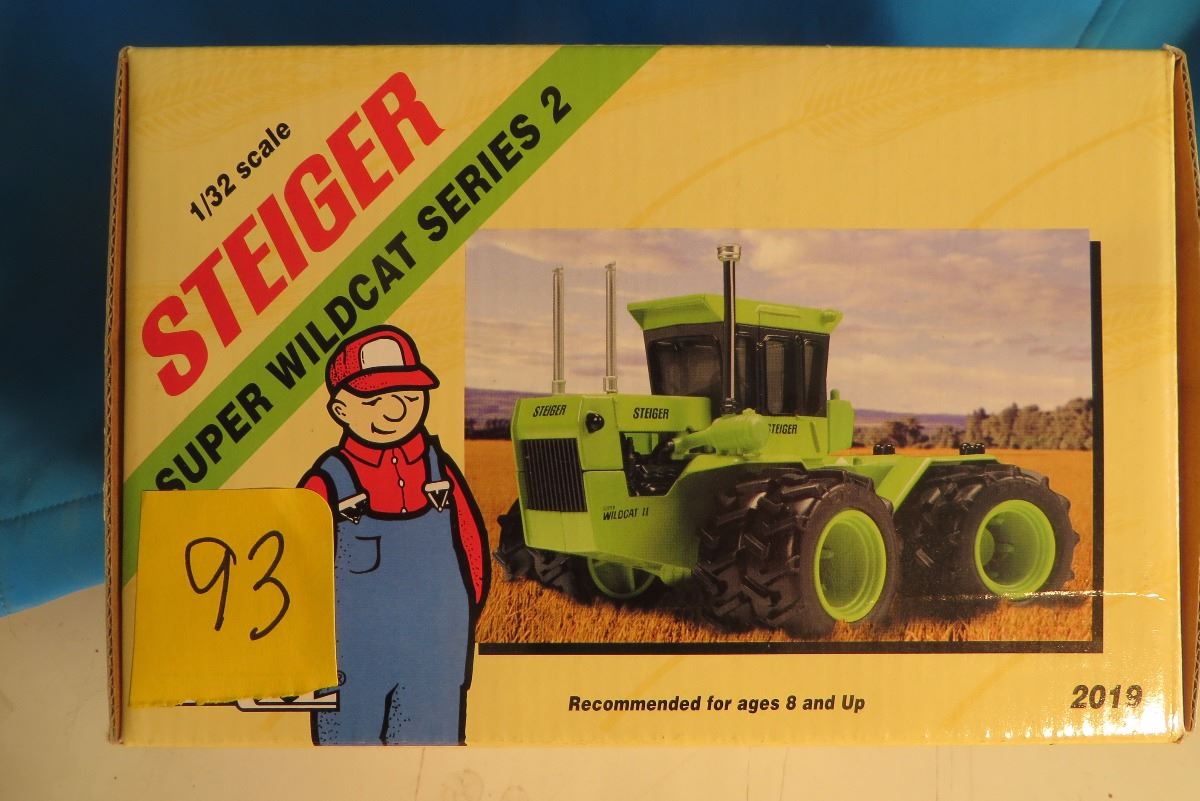 1/32 scale
STEIGER
SUPER WILDCAT SERIES 2
STEIGER
STEIGER
STEIGER
WILDCAT II
93
Recommended for ages 8 and Up
2019